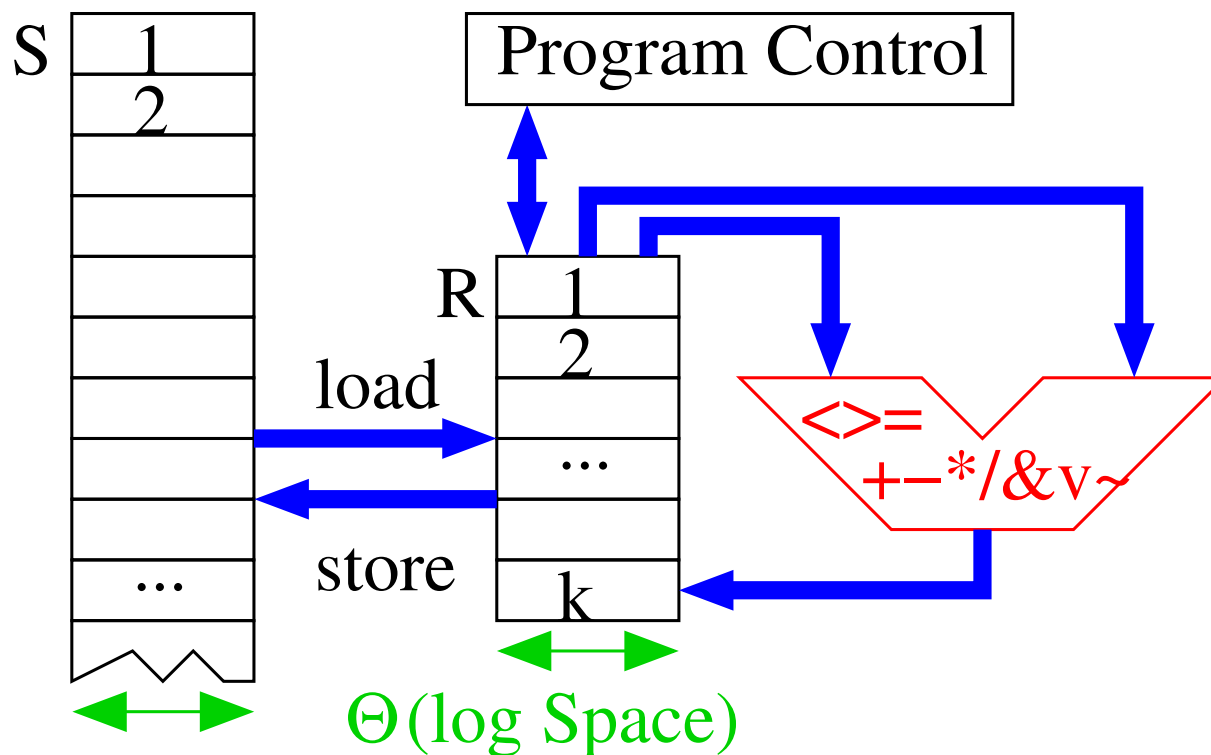 S
1
2
...
Program Control
R
1
2
...
k
load
store
<>=
+−*/&v~
Θ(log Space)